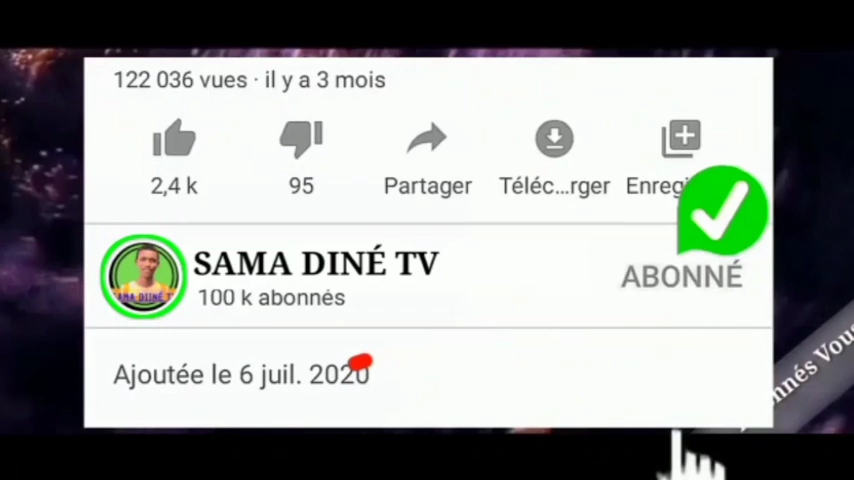 122 036 vues · il y a 3 mois
2,4 k
95
Partager
Téléc…rger
SAMA DINÉ TV
100 k abonnés
ABONNÉ
Ajoutée le 6 juil. 2020
Vous